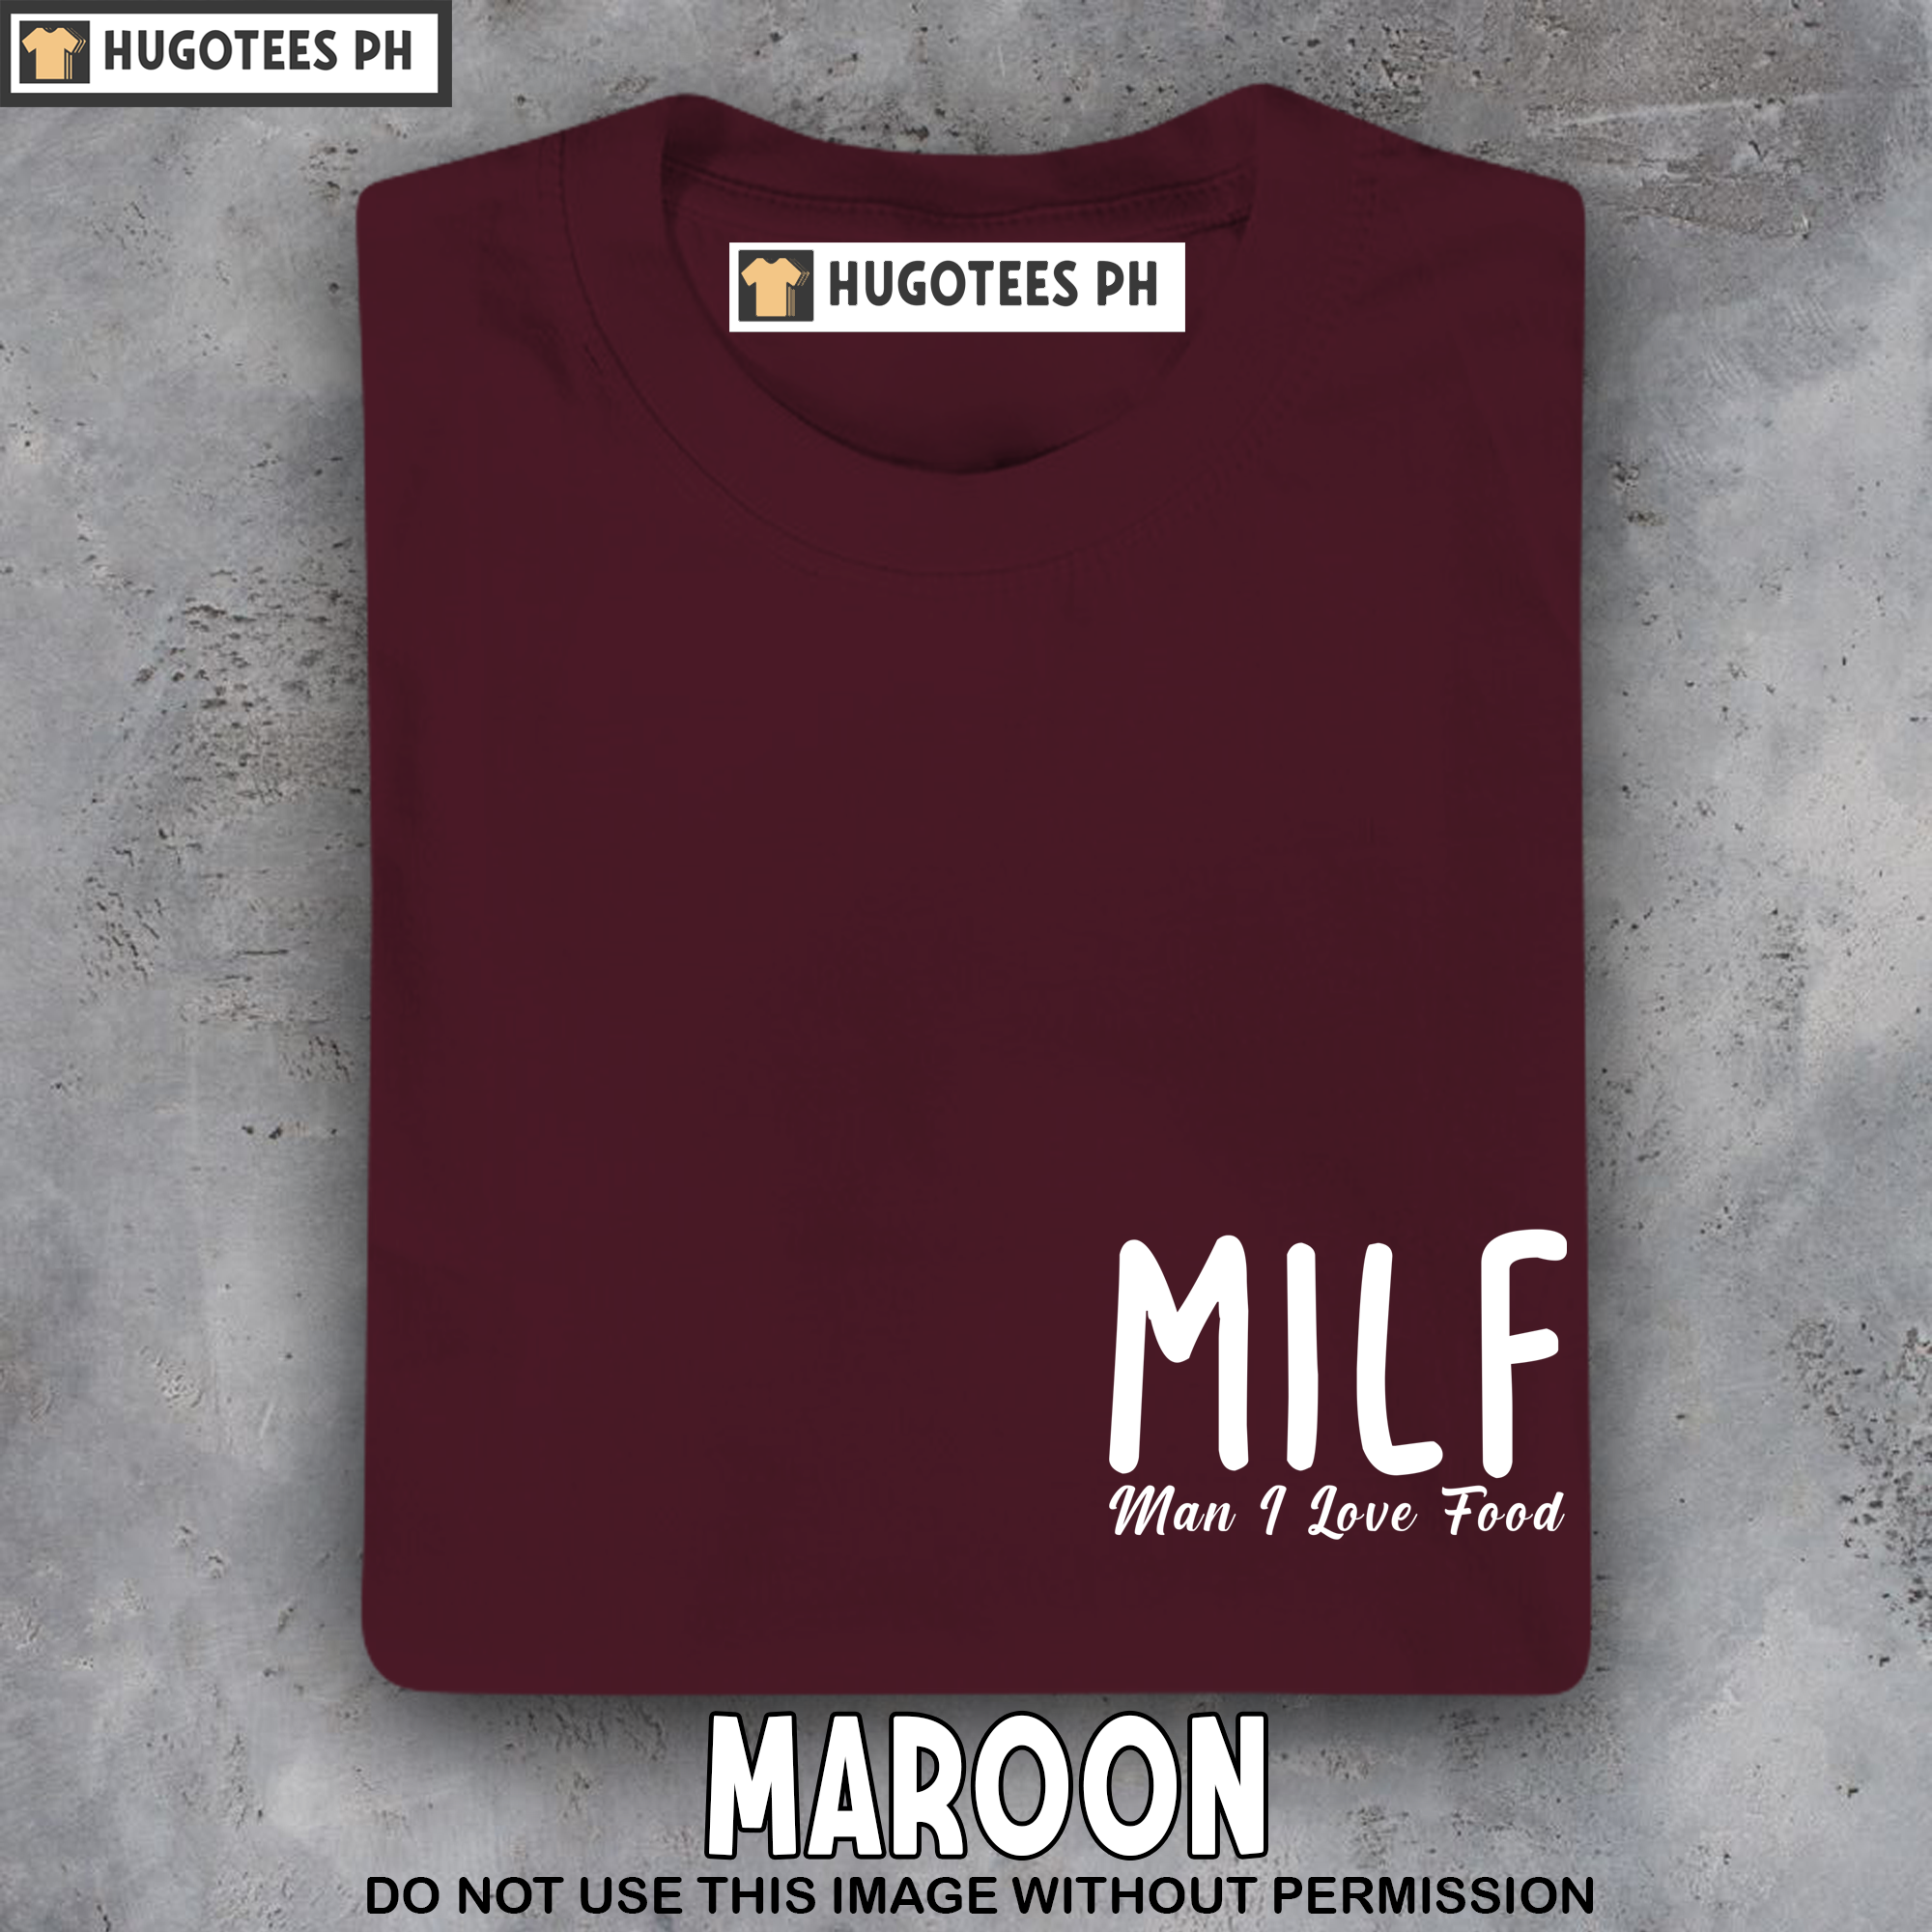 HUGOTEES PH
HUGOTEES PH
MILF
Man I Love Food
MAROON
DO NOT USE THIS IMAGE WITHOUT PERMISSION